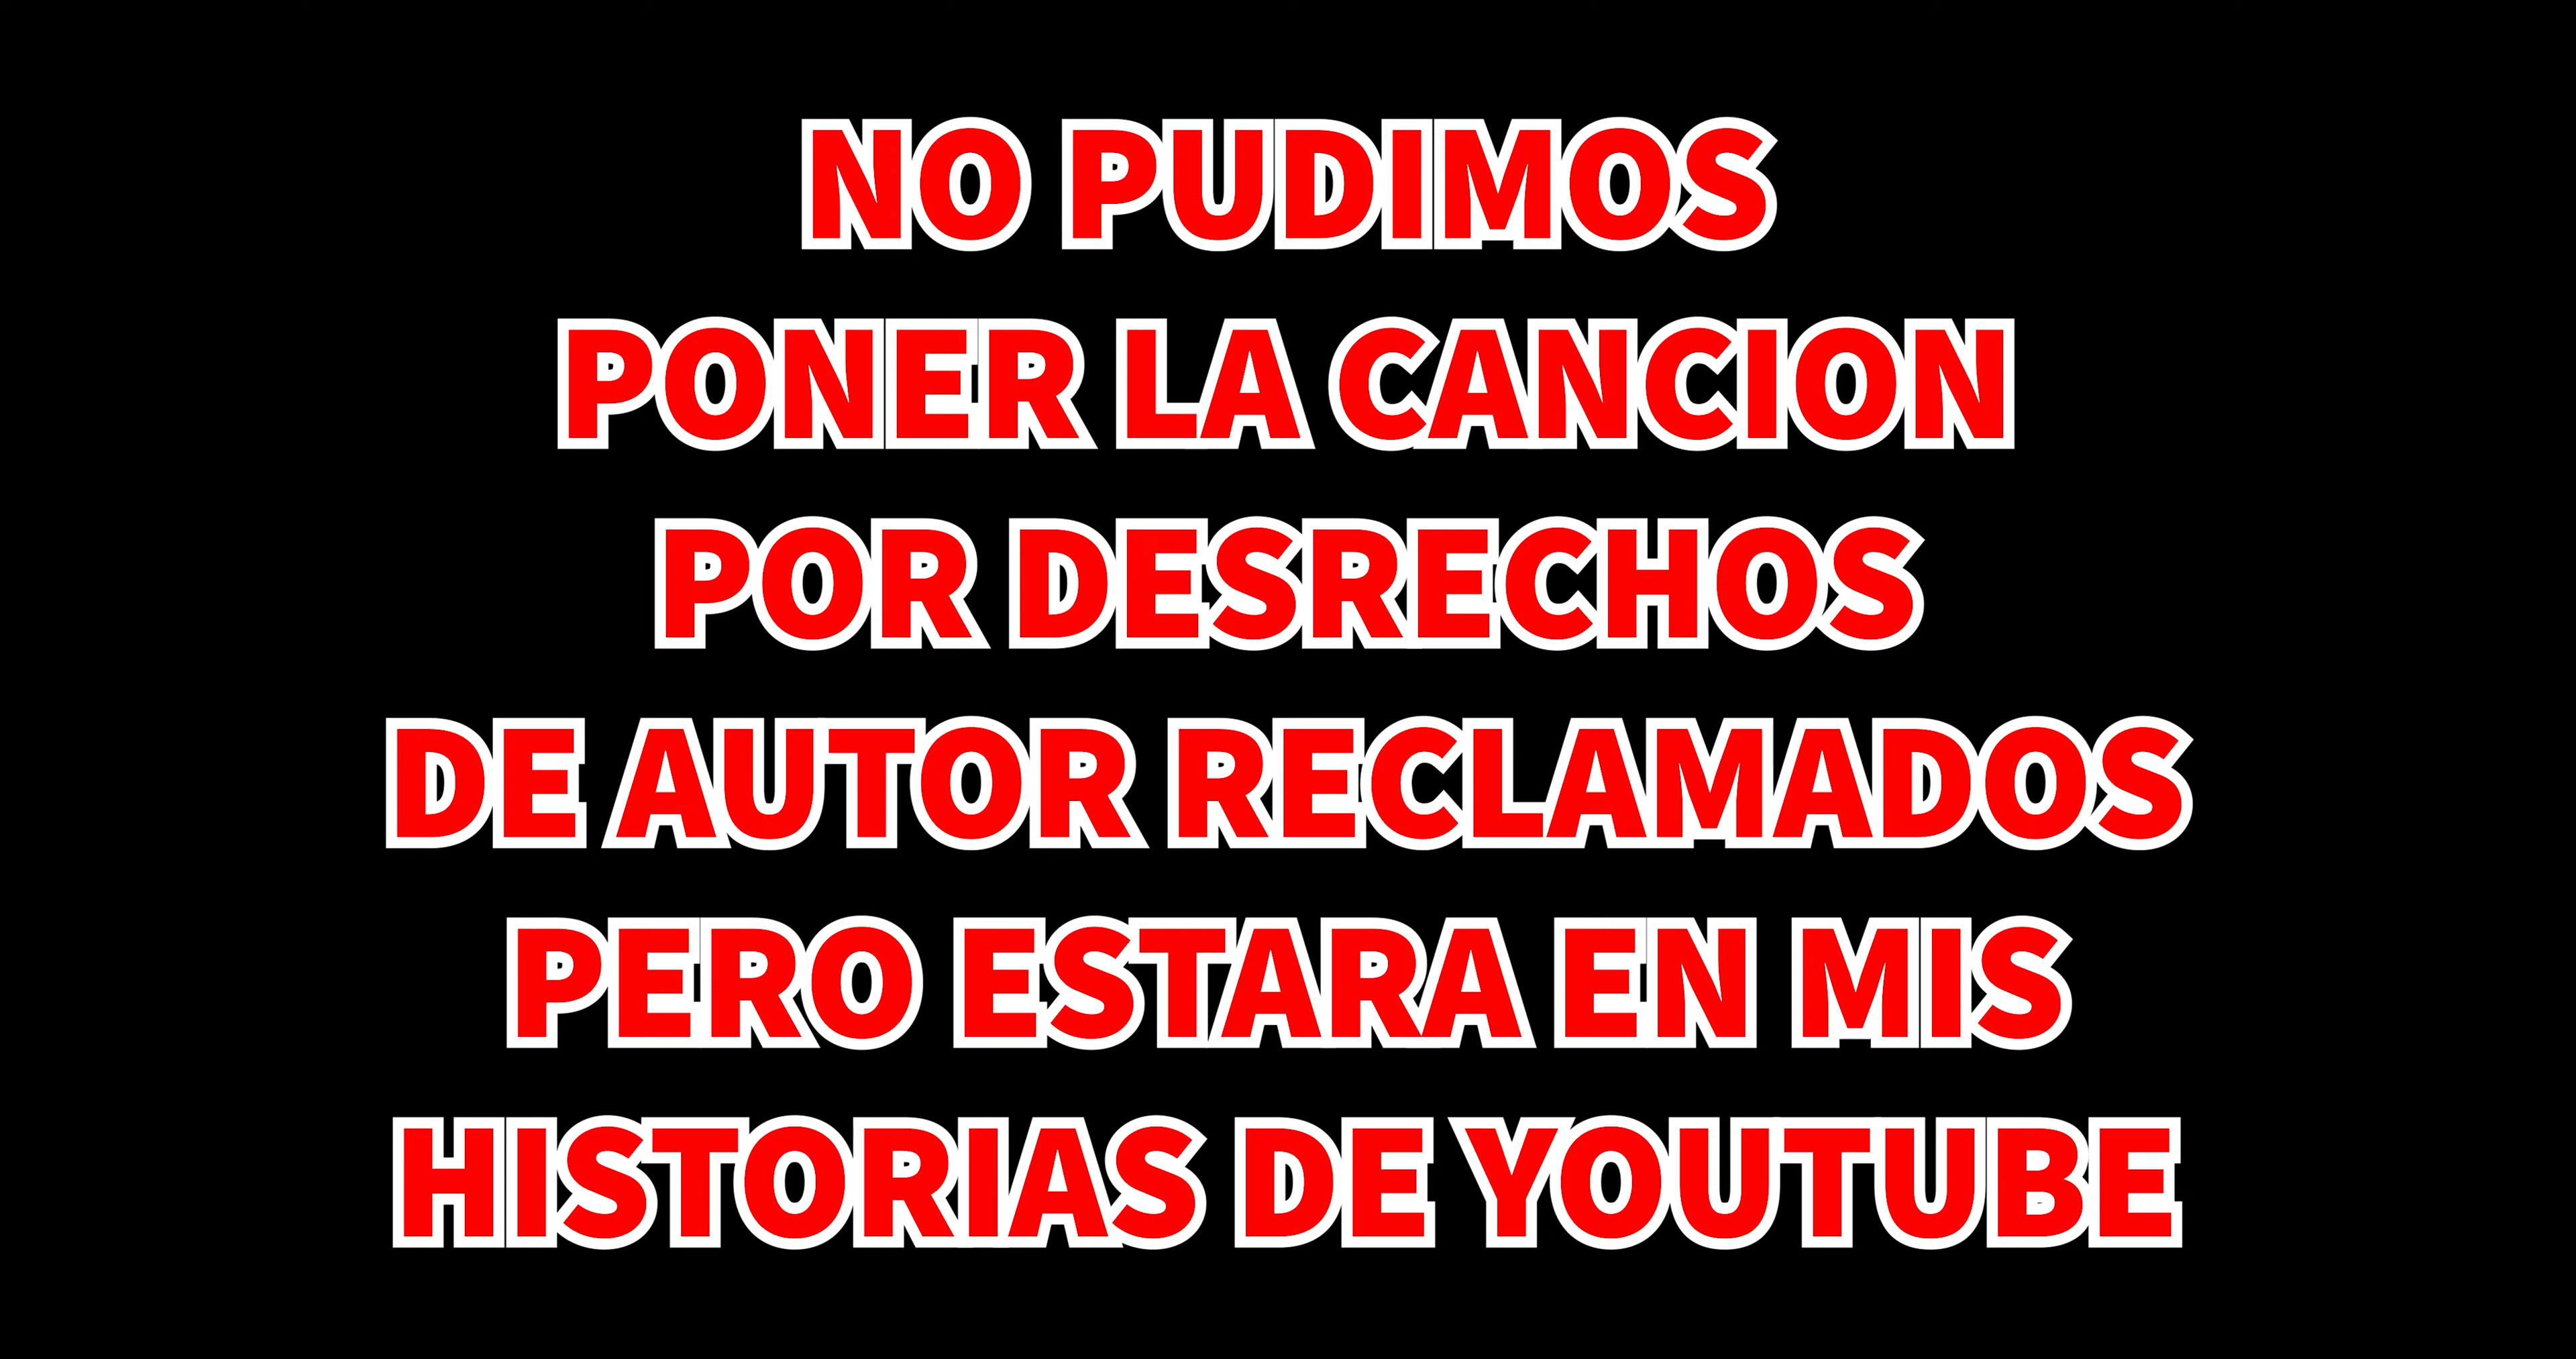 NO PUDIMOS
PONER LA CANCION
POR DESRECHOS
DE AUTOR RECLAMADOS
PERO ESTARA EN MIS
HISTORIAS DE YOUTUBE